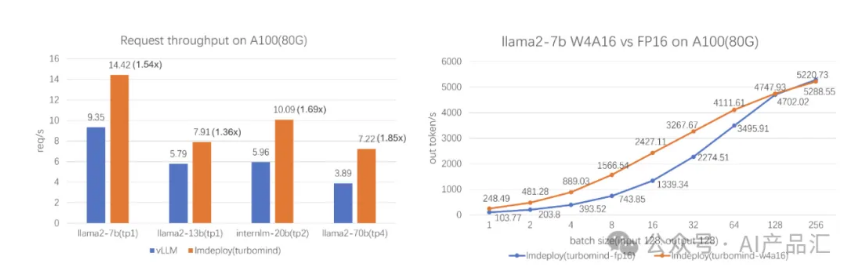 Request throughput on A100(80G)
16
14
12
10
8
6
4
2
0
req/s
9.35
14.42 (1.54x)
5.79
7.91 (1.36x)
5.96
10.09 (1.69x)
3.89
7.22 (1.85x)
llama2-7b(tp1)
llama2-13b(tp1)
internlm-20b(tp2)
llama2-70b(tp4)
vLLM
lmdeploy(turbomind)
llama2-7b W4A16 vs FP16 on A100(80G)
6000
5000
4000
3000
2000
1000
0
out token/s
248.49
481.28
889.03
1566.54
2427.11
3267.67
4111.61
4747.93
5220.73
103.77
203.8
393.52
743.85
1339.34
2274.51
3495.91
4702.02
5288.55
1 2 4 8 16 32 64 128 256
batch size(input 128, output 128)
lmdeploy(turbomind-fp16)
lmdeploy(turbomind-w4a16)
公众号 · AI产品汇